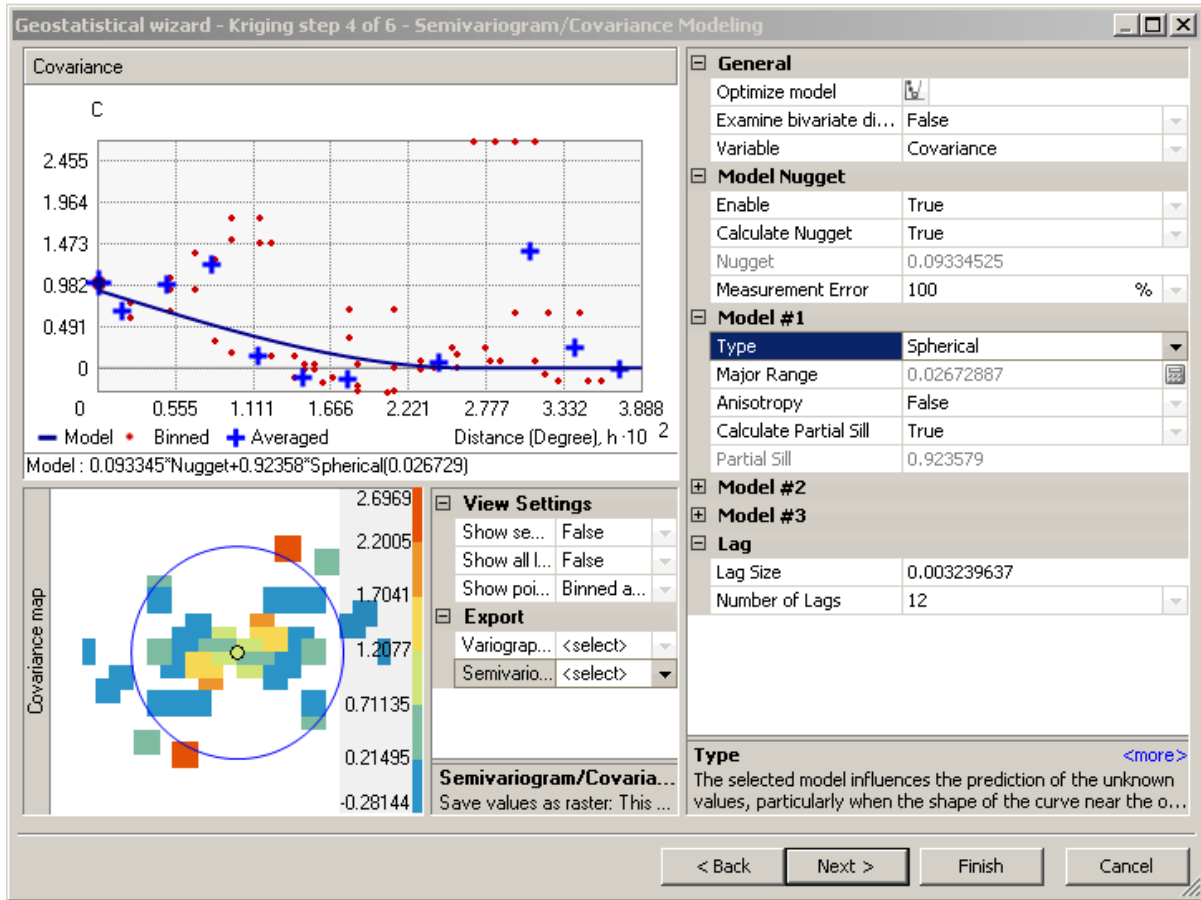 Geostatistical wizard - Kriging step 4 of 6 - Semivariogram/Covariance Modeling
Covariance
C
2.455
1.964
1.473
0.982
0.491
0
0 0.555 1.111 1.666 2.221 2.777 3.332 3.888
Model Binned Averaged Distance (Degree), h ·10 2
Model : 0.093345*Nugget+0.92358*Spherical(0.026729)
Covariance map
2.6969
2.2005
1.7041
1.2077
0.71135
0.21495
-0.28144
View Settings
Show se... False
Show all l... False
Show poi... Binned a...
Export
Variograp... <select>
Semivario... <select>
Semivariogram/Covaria...
Save values as raster: This ...
General
Optimize model
Examine bivariate di... False
Variable Covariance
Model Nugget
Enable True
Calculate Nugget True
Nugget 0.09334525
Measurement Error 100 %
Model #1
Type Spherical
Major Range 0.02672887
Anisotropy False
Calculate Partial Sill True
Partial Sill 0.923579
Model #2
Model #3
Lag
Lag Size 0.003239637
Number of Lags 12
Type <more>
The selected model influences the prediction of the unknown
values, particularly when the shape of the curve near the o...
< Back Next > Finish Cancel